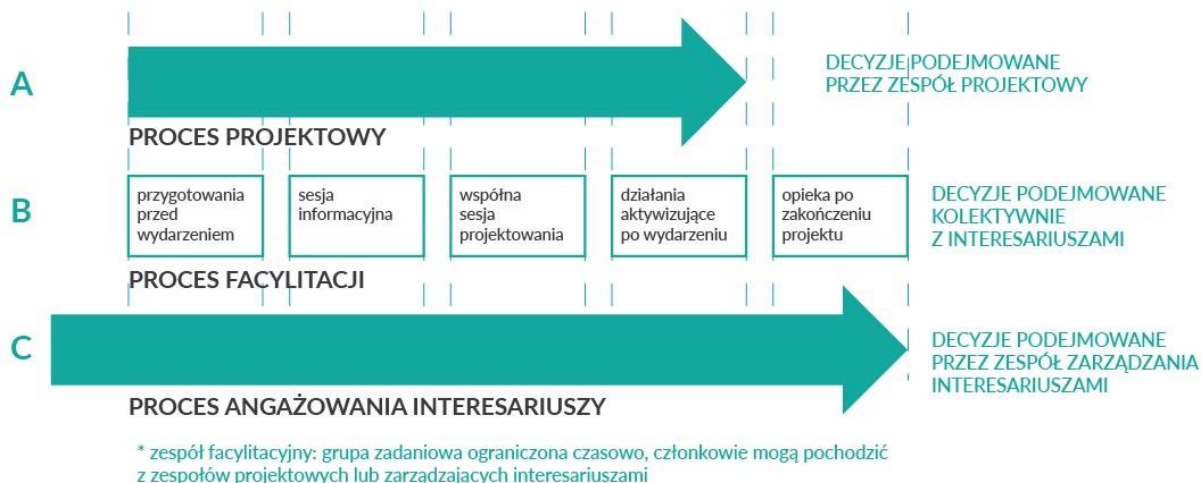 A
DECYZJE PODEJMOWANE
PRZEZ ZESPÓŁ PROJEKTOWY
PROCES PROJEKTOWY
B
przygotowania
przed
wydarzeniem
sesja
informacyjna
wspólna
sesja
projektowania
działania
aktywizujące
po wydarzeniu
opieka po
zakończeniu
projektu
DECYZJE PODEJMOWANE
KOLEKTYWNIE
Z INTERESARIUSZAMI
PROCES FACYLITACJI
C
DECYZJE PODEJMOWANE
PRZEZ ZESPÓŁ ZARZĄDZANIA
INTERESARIUSZAMI
PROCES ANGAŻOWANIA INTERESARIUSZY
* zespół facylitacyjny: grupa zadaniowa ograniczona czasowo, członkowie mogą pochodzić
z zespołów projektowych lub zarządzających interesariuszami